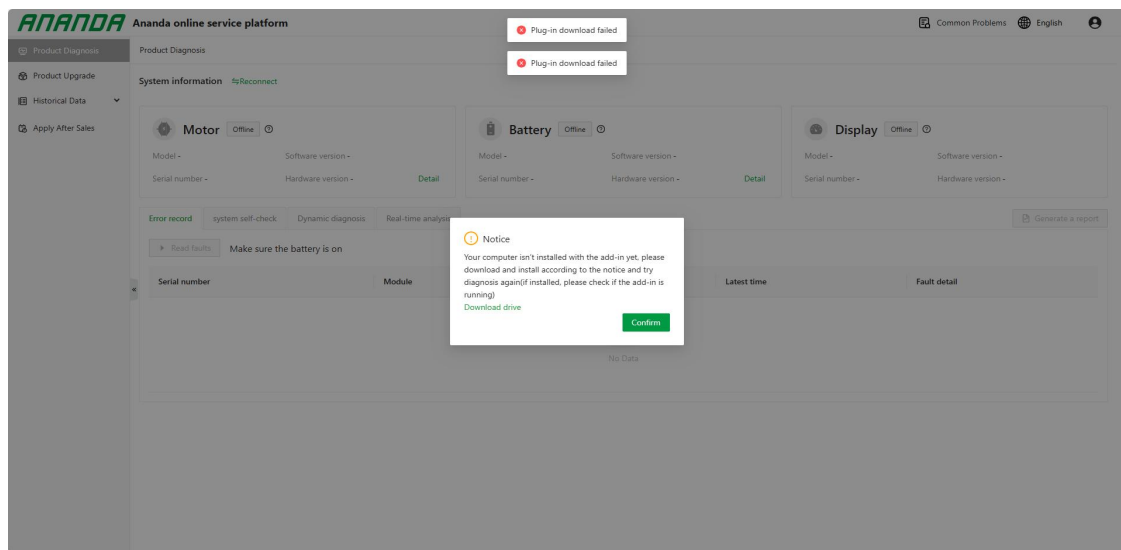 ANANDA Ananda online service platform
Plug-in download failed
Common Problems English
Plug-in download failed
Product Diagnosis
Product Upgrade
Historical Data
Apply After Sales
Product Diagnosis
System information Reconnect
Motor Offline
Model -
Software version -
Serial number -
Hardware version -
Detail
Battery Offline
Model -
Software version -
Serial number -
Hardware version -
Detail
Display Offline
Model -
Software version -
Serial number -
Hardware version -
Error record system self-check Dynamic diagnosis Real-time analysis
Generate a report
Read faults Make sure the battery is on
Serial number Module Latest time Fault detail
No Data
Notice
Your computer isn't installed with the add-in yet, please
download and install according to the notice and try
diagnosis again(if installed, please check if the add-in is
running)
Download drive
Confirm